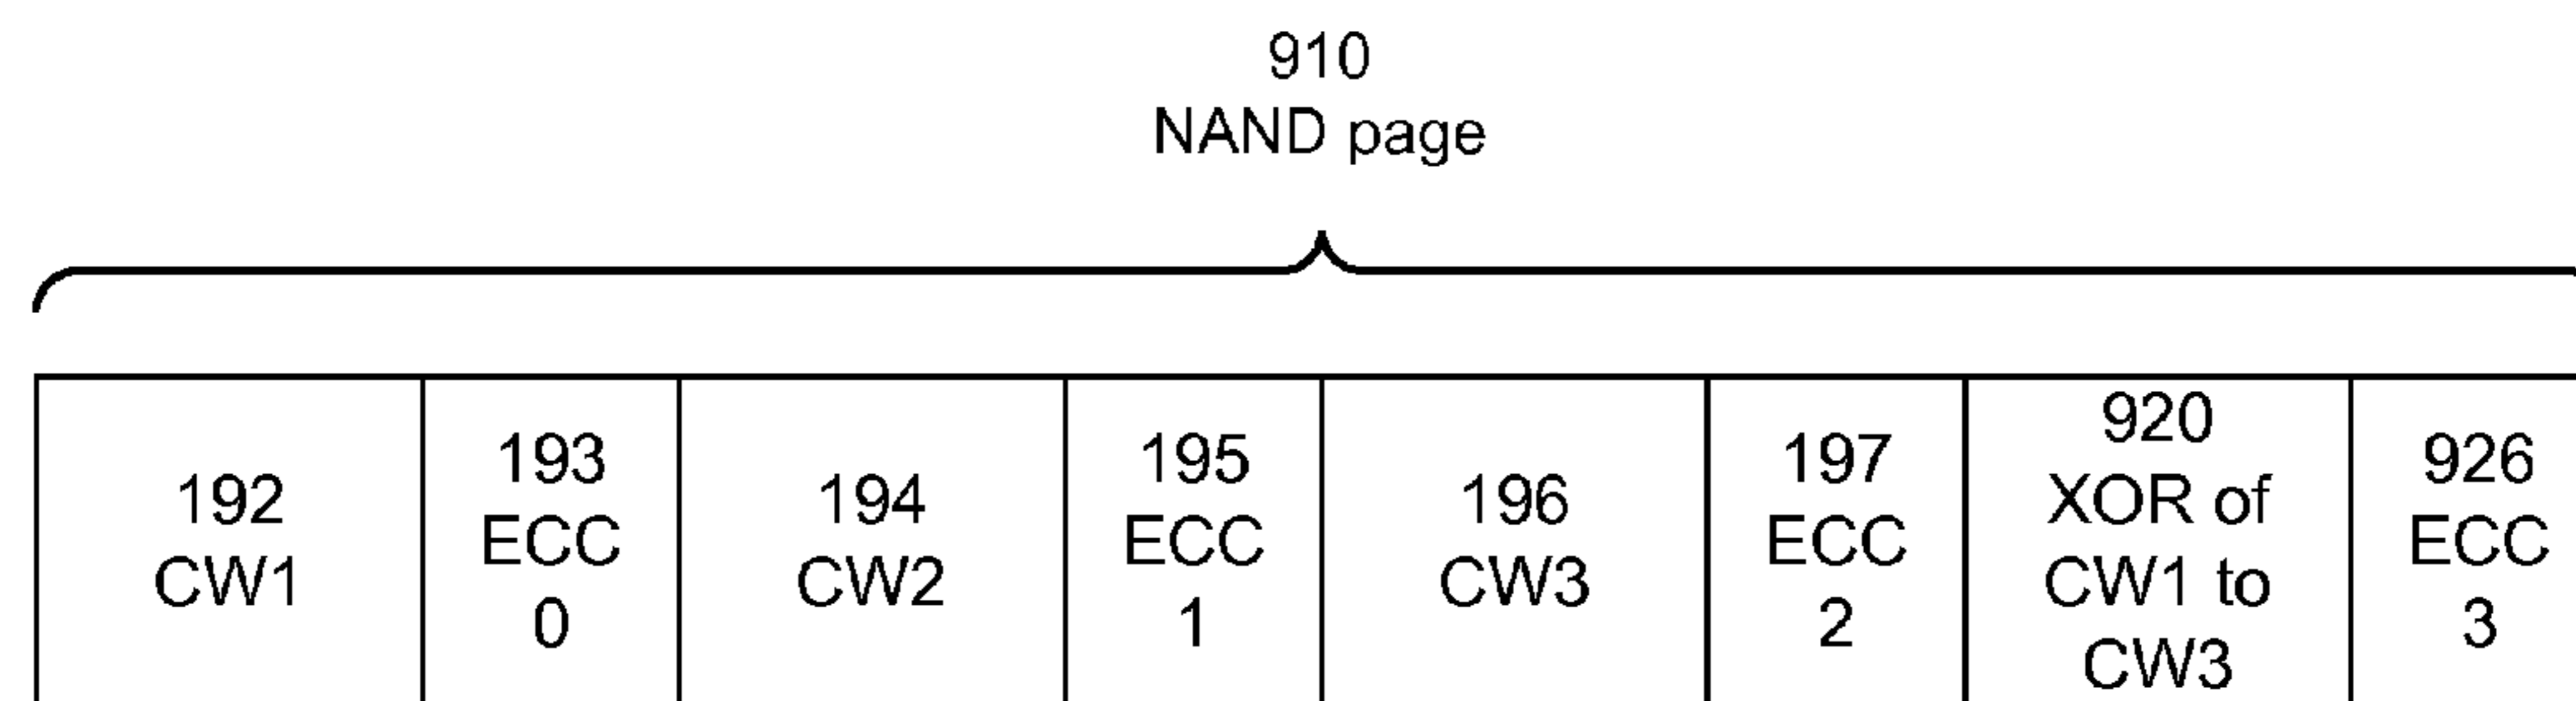 910
NAND page
192
CW1
193
ECC
0
194
CW2
195
ECC
1
196
CW3
197
ECC
2
920
XOR of
CW1 to
CW3
926
ECC
3